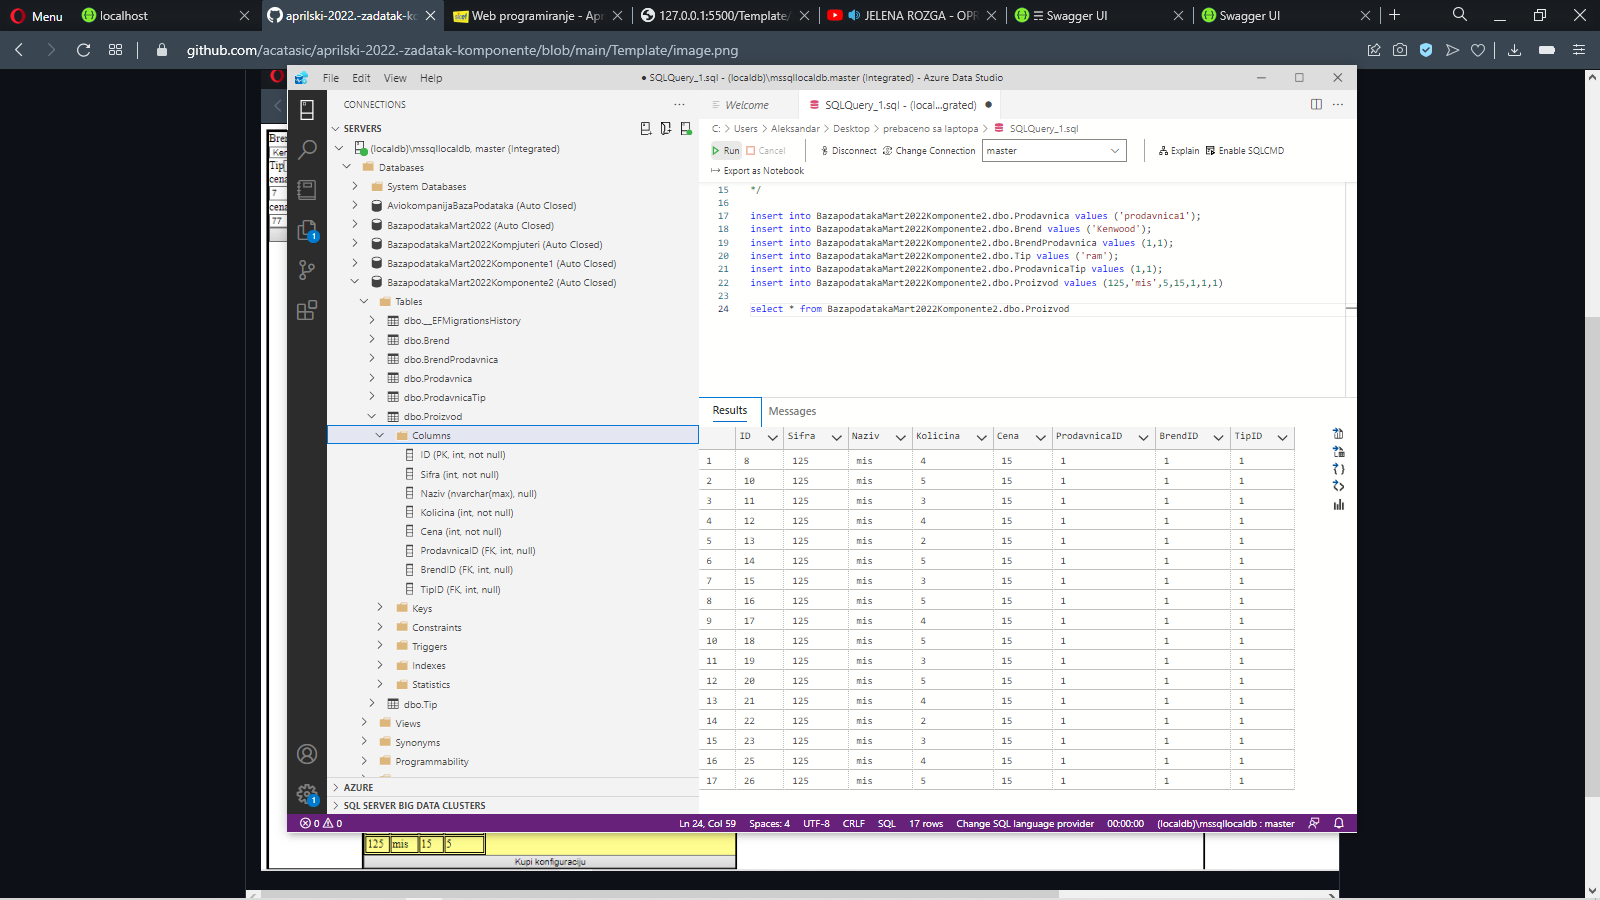 Menu
localhost
aprilski-2022.-zadatak-ko
Web programiranje - Apr
127.0.0.1:5500/Template/
JELENA ROZGA - OPR
☰ Swagger UI
Swagger UI
github.com/acatasic/aprilski-2022.-zadatak-komponente/blob/main/Template/image.png
File Edit View Help
● SQLQuery_1.sql - (localdb)\mssqllocaldb.master (Integrated) - Azure Data Studio
CONNECTIONS
SERVERS
(localdb)\mssqllocaldb, master (Integrated)
Databases
System Databases
AviokompanijaBazaPodataka (Auto Closed)
BazapodatakaMart2022 (Auto Closed)
BazapodatakaMart2022Kompjuteri (Auto Closed)
BazapodatakaMart2022Komponente1 (Auto Closed)
BazapodatakaMart2022Komponente2 (Auto Closed)
Tables
dbo.__EFMigrationsHistory
dbo.Brend
dbo.BrendProdavnica
dbo.Prodavnica
dbo.ProdavnicaTip
dbo.Proizvod
Columns
ID (PK, int, not null)
Sifra (int, not null)
Naziv (nvarchar(max), null)
Kolicina (int, not null)
Cena (int, not null)
ProdavnicaID (FK, int, null)
BrendID (FK, int, null)
TipID (FK, int, null)
Keys
Constraints
Triggers
Indexes
Statistics
dbo.Tip
Views
Synonyms
Programmability
AZURE
SQL SERVER BIG DATA CLUSTERS
Welcome
SQLQuery_1.sql - (local...grated) ●
C: > Users > Aleksandar > Desktop > prebaceno sa laptopa > SQLQuery_1.sql
Run Cancel Disconnect Change Connection master Explain Enable SQLCMD
Export as Notebook
15 */
16
17 insert into BazapodatakaMart2022Komponente2.dbo.Prodavnica values ('prodavnica1');
18 insert into BazapodatakaMart2022Komponente2.dbo.Brend values ('Kenwood');
19 insert into BazapodatakaMart2022Komponente2.dbo.BrendProdavnica values (1,1);
20 insert into BazapodatakaMart2022Komponente2.dbo.Tip values ('ram');
21 insert into BazapodatakaMart2022Komponente2.dbo.ProdavnicaTip values (1,1);
22 insert into BazapodatakaMart2022Komponente2.dbo.Proizvod values (125,'mis',5,15,1,1,1)
23
24 select * from BazapodatakaMart2022Komponente2.dbo.Proizvod
Results Messages
ID Sifra Naziv Kolicina Cena ProdavnicaID BrendID TipID
1 8 125 mis 4 15 1 1 1
2 10 125 mis 5 15 1 1 1
3 11 125 mis 3 15 1 1 1
4 12 125 mis 4 15 1 1 1
5 13 125 mis 2 15 1 1 1
6 14 125 mis 5 15 1 1 1
7 15 125 mis 3 15 1 1 1
8 16 125 mis 5 15 1 1 1
9 17 125 mis 4 15 1 1 1
10 18 125 mis 5 15 1 1 1
11 19 125 mis 3 15 1 1 1
12 20 125 mis 5 15 1 1 1
13 21 125 mis 4 15 1 1 1
14 22 125 mis 2 15 1 1 1
15 23 125 mis 3 15 1 1 1
16 25 125 mis 4 15 1 1 1
17 26 125 mis 5 15 1 1 1
0 0
Ln 24, Col 59 Spaces: 4 UTF-8 CRLF SQL 17 rows Change SQL language provider 00:00:00 (localdb)\mssqllocaldb : master
Bren
Ken
Tip
cena
7
cena
77
125 mis 15 5
Kupi konfiguraciju